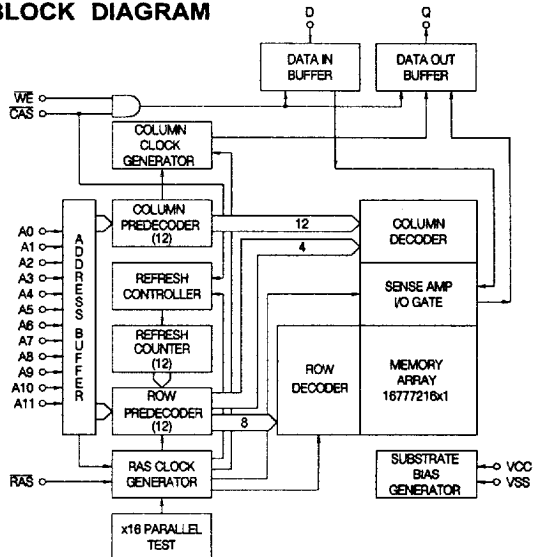 BLOCK DIAGRAM
D
Q
DATA IN
BUFFER
DATA OUT
BUFFER
WE
CAS
COLUMN
CLOCK
GENERATOR
COLUMN
PREDECODER
(12)
12
4
COLUMN
DECODER
A0
A1
A2
A3
A4
A5
A6
A7
A8
A9
A10
A11
ADDRESS BUFFER
REFRESH
CONTROLLER
SENSE AMP
I/O GATE
REFRESH
COUNTER
(12)
ROW
DECODER
MEMORY
ARRAY
16777216x1
ROW
PREDECODER
(12)
8
RAS
RAS CLOCK
GENERATOR
SUBSTRATE
BIAS
GENERATOR
VCC
VSS
x16 PARALLEL
TEST